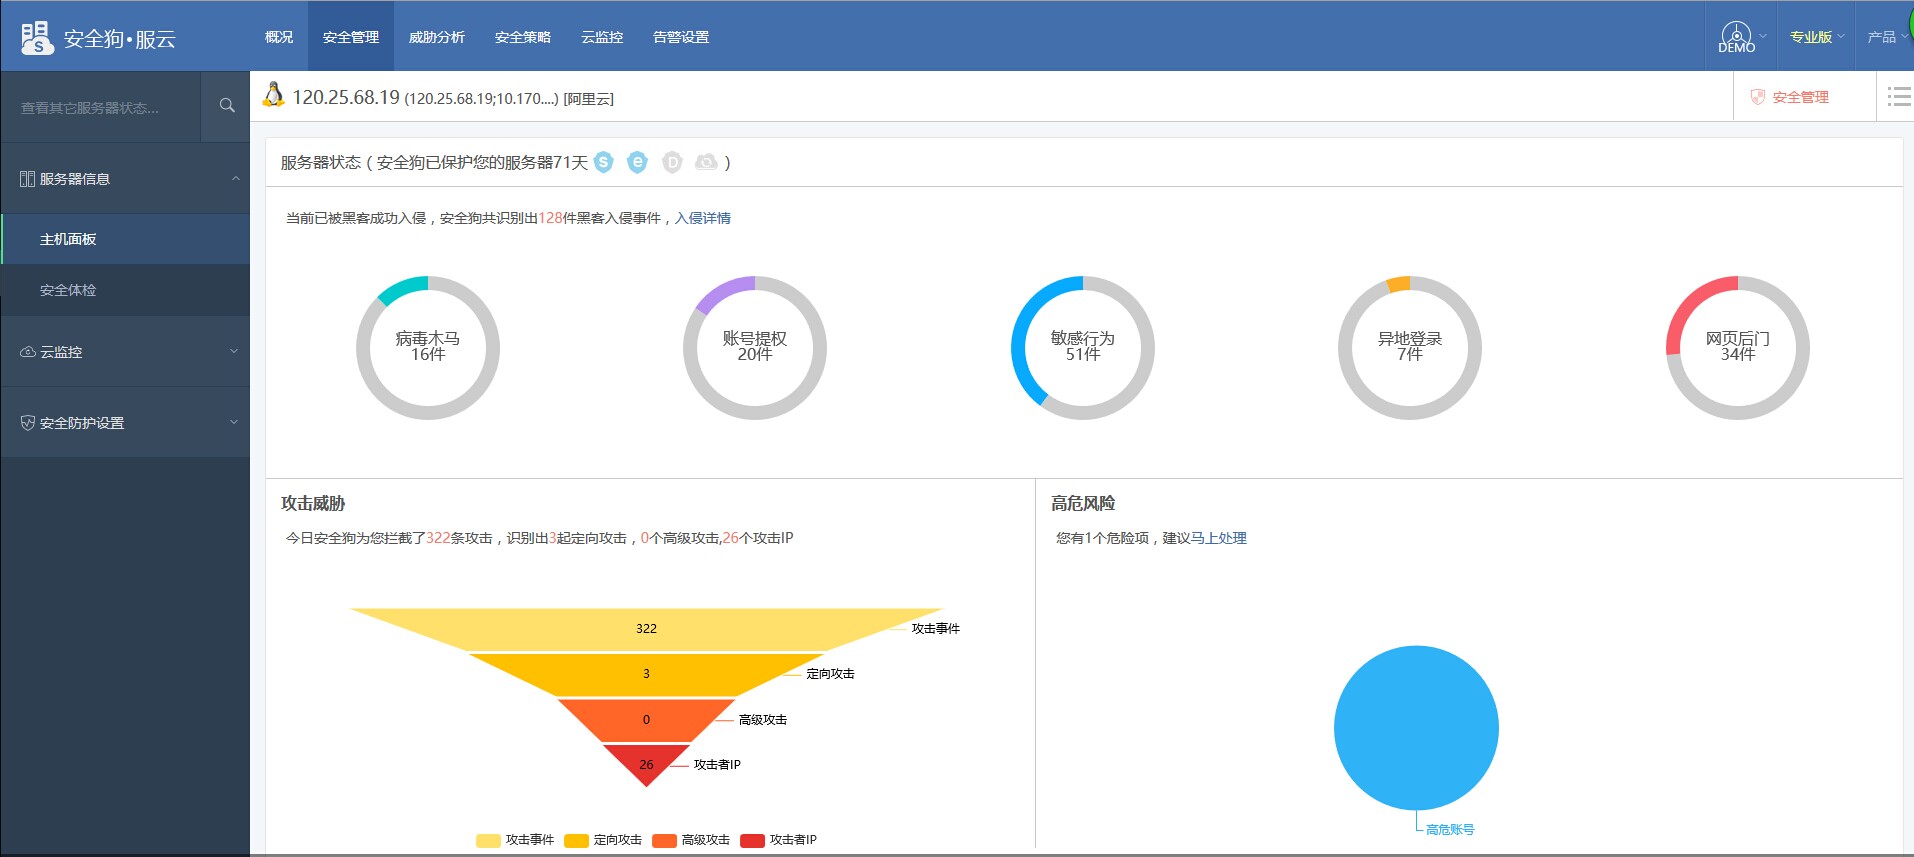 安全狗•服云
概况 安全管理 威胁分析 安全策略 云监控 告警设置
DEMO 专业版 产品
查看其它服务器状态...
120.25.68.19 (120.25.68.19;10.170....) [阿里云]
安全管理
服务器信息
主机面板
安全体检
云监控
安全防护设置
服务器状态 ( 安全狗已保护您的服务器71天 S e D )
当前已被黑客成功入侵，安全狗共识别出128件黑客入侵事件，入侵详情
病毒木马
16件
账号提权
20件
敏感行为
51件
异地登录
7件
网页后门
34件
攻击威胁
今日安全狗为您拦截了322条攻击，识别出3起定向攻击，0个高级攻击,26个攻击IP
322 攻击事件
3 定向攻击
0 高级攻击
26 攻击者IP
攻击事件 定向攻击 高级攻击 攻击者IP
高危风险
您有1个危险项，建议马上处理
高危账号